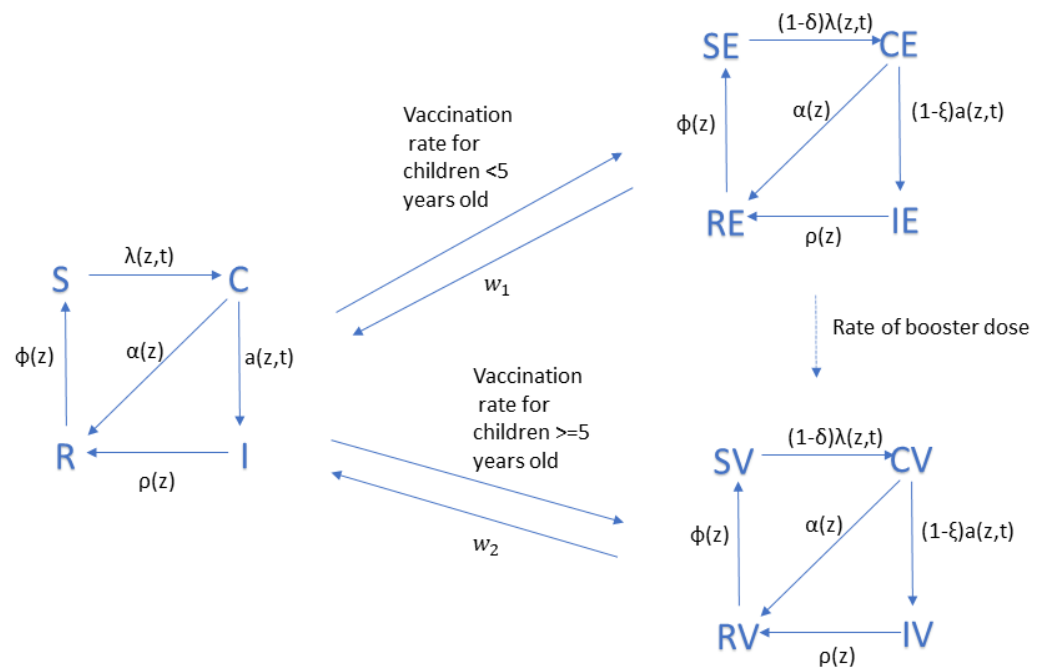 (1-δ)λ(z,t)
SE
CE
ϕ(z)
α(z)
(1-ξ)a(z,t)
RE
IE
ρ(z)
Vaccination
rate for
children <5
years old
w₁
λ(z,t)
S
C
ϕ(z)
α(z)
a(z,t)
R
I
ρ(z)
Rate of booster dose
Vaccination
rate for
children >=5
years old
w₂
(1-δ)λ(z,t)
SV
CV
ϕ(z)
α(z)
(1-ξ)a(z,t)
RV
IV
ρ(z)